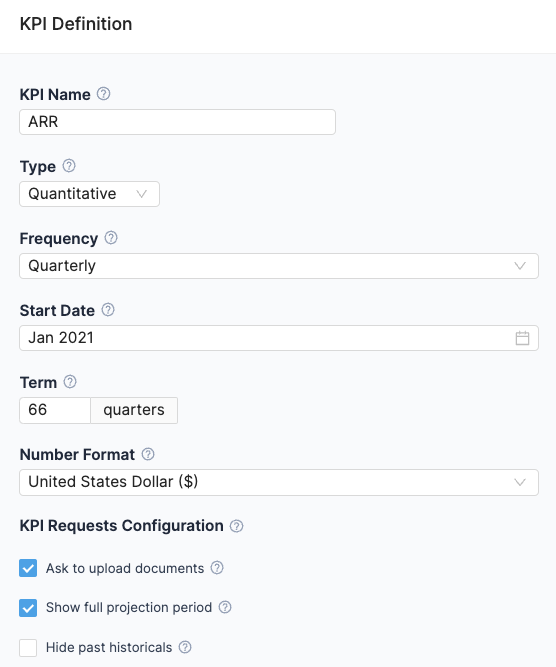 KPI Definition
KPI Name
ARR
Type
Quantitative
Frequency
Quarterly
Start Date
Jan 2021
Term
66 quarters
Number Format
United States Dollar ($)
KPI Requests Configuration
Ask to upload documents
Show full projection period
Hide past historicals